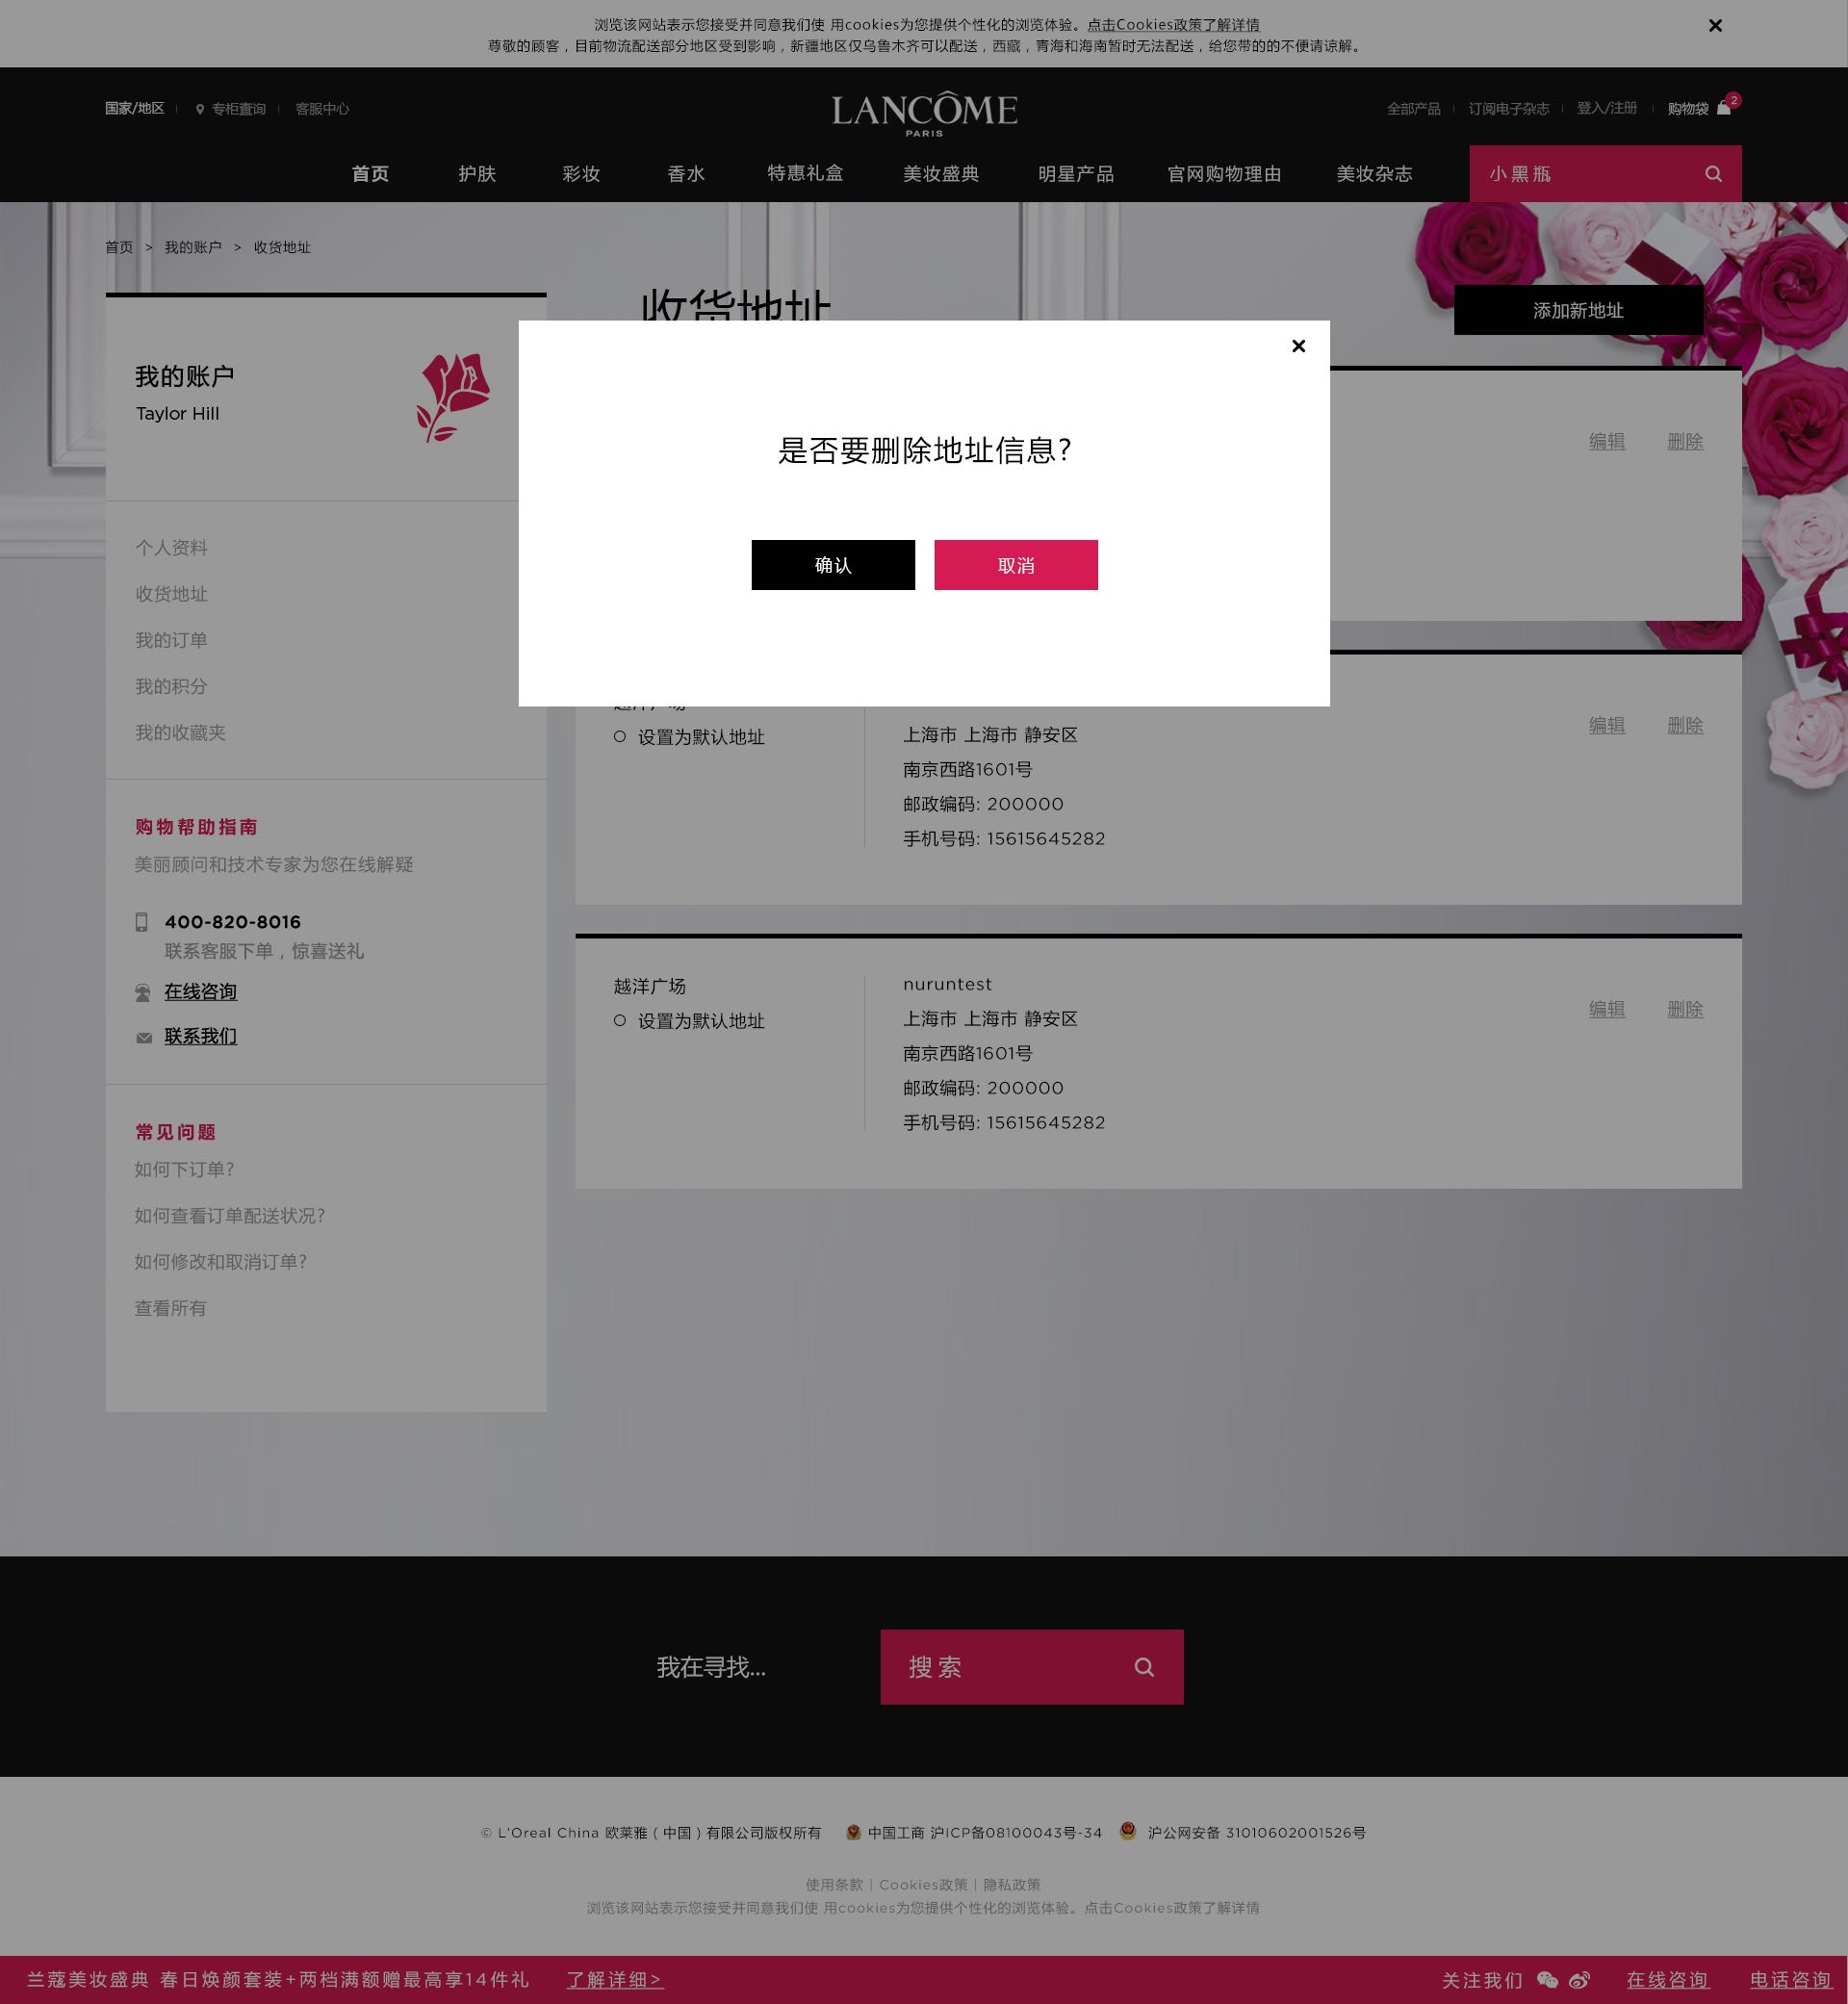 浏览该网站表示您接受并同意我们使 用cookies为您提供个性化的浏览体验。点击Cookies政策了解详情
尊敬的顾客，目前物流配送部分地区受到影响，新疆地区仅乌鲁木齐可以配送，西藏，青海和海南暂时无法配送，给您带的的不便请谅解。
国家/地区 专柜查询 客服中心
LANCÔME
PARIS
全部产品 订阅电子杂志 登入/注册 购物袋 2
首页 护肤 彩妆 香水 特惠礼盒 美妆盛典 明星产品 官网购物理由 美妆杂志 小黑瓶
首页 > 我的账户 > 收货地址
收货地址
添加新地址
我的账户
Taylor Hill
是否要删除地址信息?
确认 取消
编辑 删除
个人资料
收货地址
我的订单
我的积分
我的收藏夹
越洋广场
设置为默认地址
上海市 上海市 静安区
南京西路1601号
邮政编码: 200000
手机号码: 15615645282
编辑 删除
购物帮助指南
美丽顾问和技术专家为您在线解疑
400-820-8016
联系客服下单，惊喜送礼
在线咨询
联系我们
越洋广场
设置为默认地址
nuruntest
上海市 上海市 静安区
南京西路1601号
邮政编码: 200000
手机号码: 15615645282
编辑 删除
常见问题
如何下订单?
如何查看订单配送状况?
如何修改和取消订单?
查看所有
我在寻找...
搜索
© L'Oreal China 欧莱雅（中国）有限公司版权所有 中国工商 沪ICP备08100043号-34 沪公网安备 31010602001526号
使用条款 | Cookies政策 | 隐私政策
浏览该网站表示您接受并同意我们使 用cookies为您提供个性化的浏览体验。点击Cookies政策了解详情
兰蔻美妆盛典 春日焕颜套装+两档满额赠最高享14件礼 了解详细>
关注我们 在线咨询 电话咨询